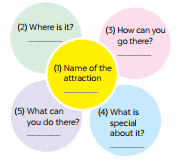 (2) Where is it?
(3) How can you
go there?
(1) Name of the
attraction
(5) What can
you do there?
(4) What is
special
about it?